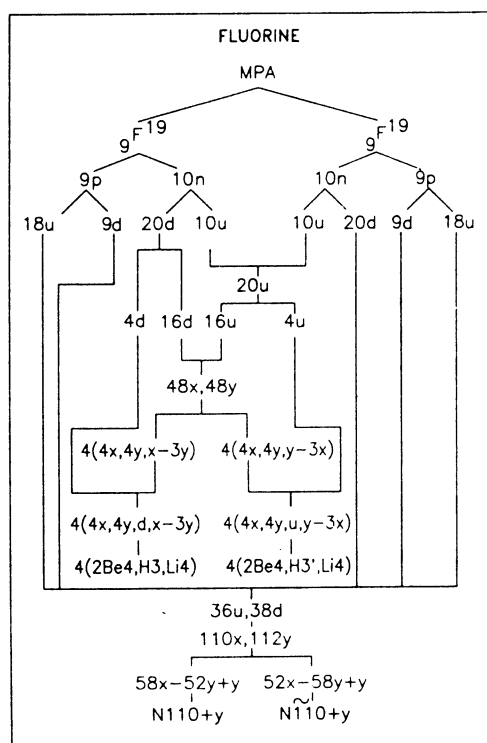 FLUORINE
MPA
9F19 9F19
9p 10n 10n 9p
18u 9d 20d 10u 10u 20d 9d 18u
20u
4d 16d 16u 4u
48x,48y
4(4x,4y,x-3y) 4(4x,4y,y-3x)
4(4x,4y,d,x-3y) 4(4x,4y,u,y-3x)
4(2Be4,H3,Li4) 4(2Be4,H3',Li4)
36u,38d
110x,112y
58x-52y+y 52x-58y+y
N110+y Ñ110+y